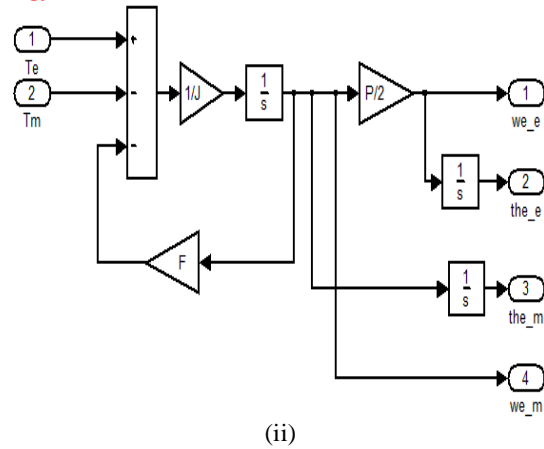 1
Te
2
Tm
+
-
-
1/J
1
s
P/2
1
we_e
1
s
2
the_e
F
1
s
3
the_m
4
we_m
(ii)